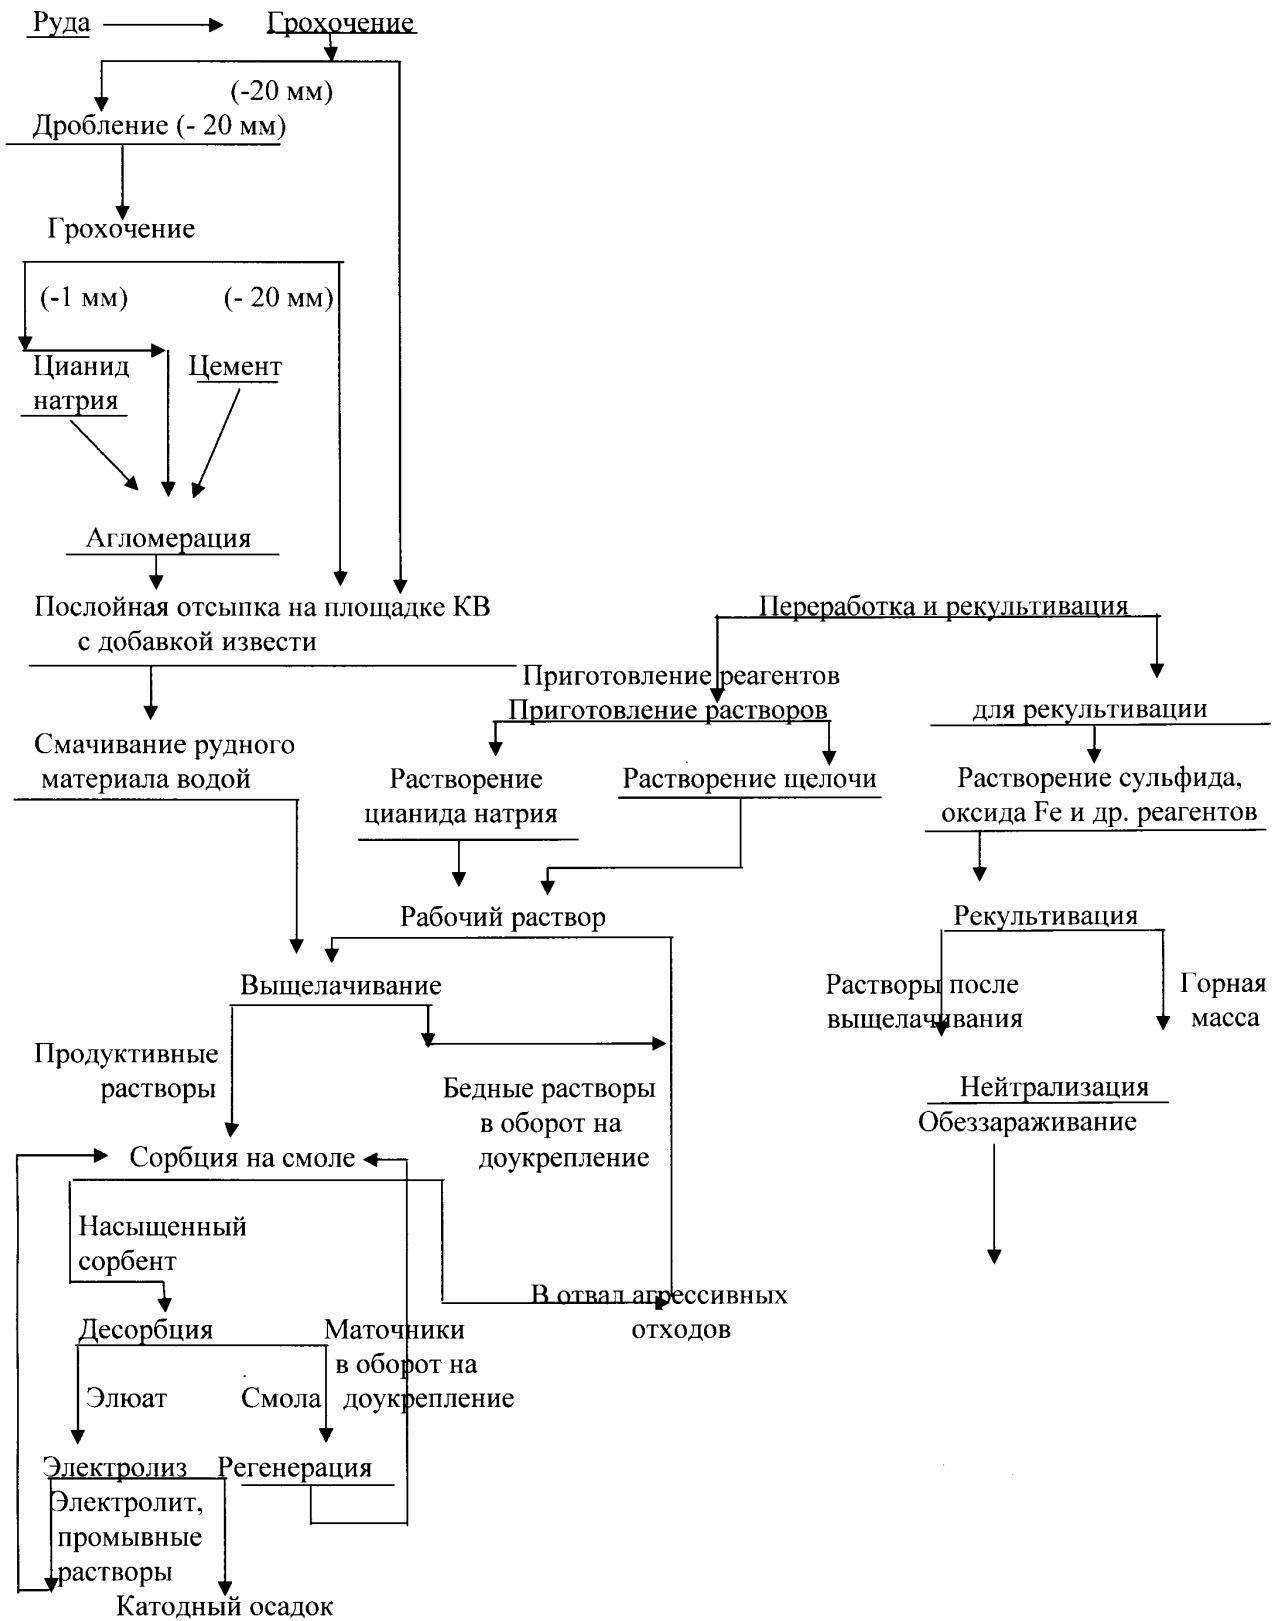 Руда
Грохочение
(-20 мм)
Дробление (- 20 мм)
Грохочение
(-1 мм)
(- 20 мм)
Цианид
натрия
Цемент
Агломерация
Послойная отсыпка на площадке КВ
с добавкой извести
Смачивание рудного
материала водой
Переработка и рекультивация
Приготовление реагентов
Приготовление растворов
для рекультивации
Растворение
цианида натрия
Растворение щелочи
Растворение сульфида,
оксида Fe и др. реагентов
Рабочий раствор
Рекультивация
Выщелачивание
Растворы после
выщелачивания
Горная
масса
Продуктивные
растворы
Бедные растворы
в оборот на
доукрепление
Нейтрализация
Обеззараживание
Сорбция на смоле
Насыщенный
сорбент
В отвал агрессивных
отходов
Десорбция
Маточники
в оборот на
доукрепление
Элюат
Смола
Электролиз
Регенерация
Электролит,
промывные
растворы
Катодный осадок